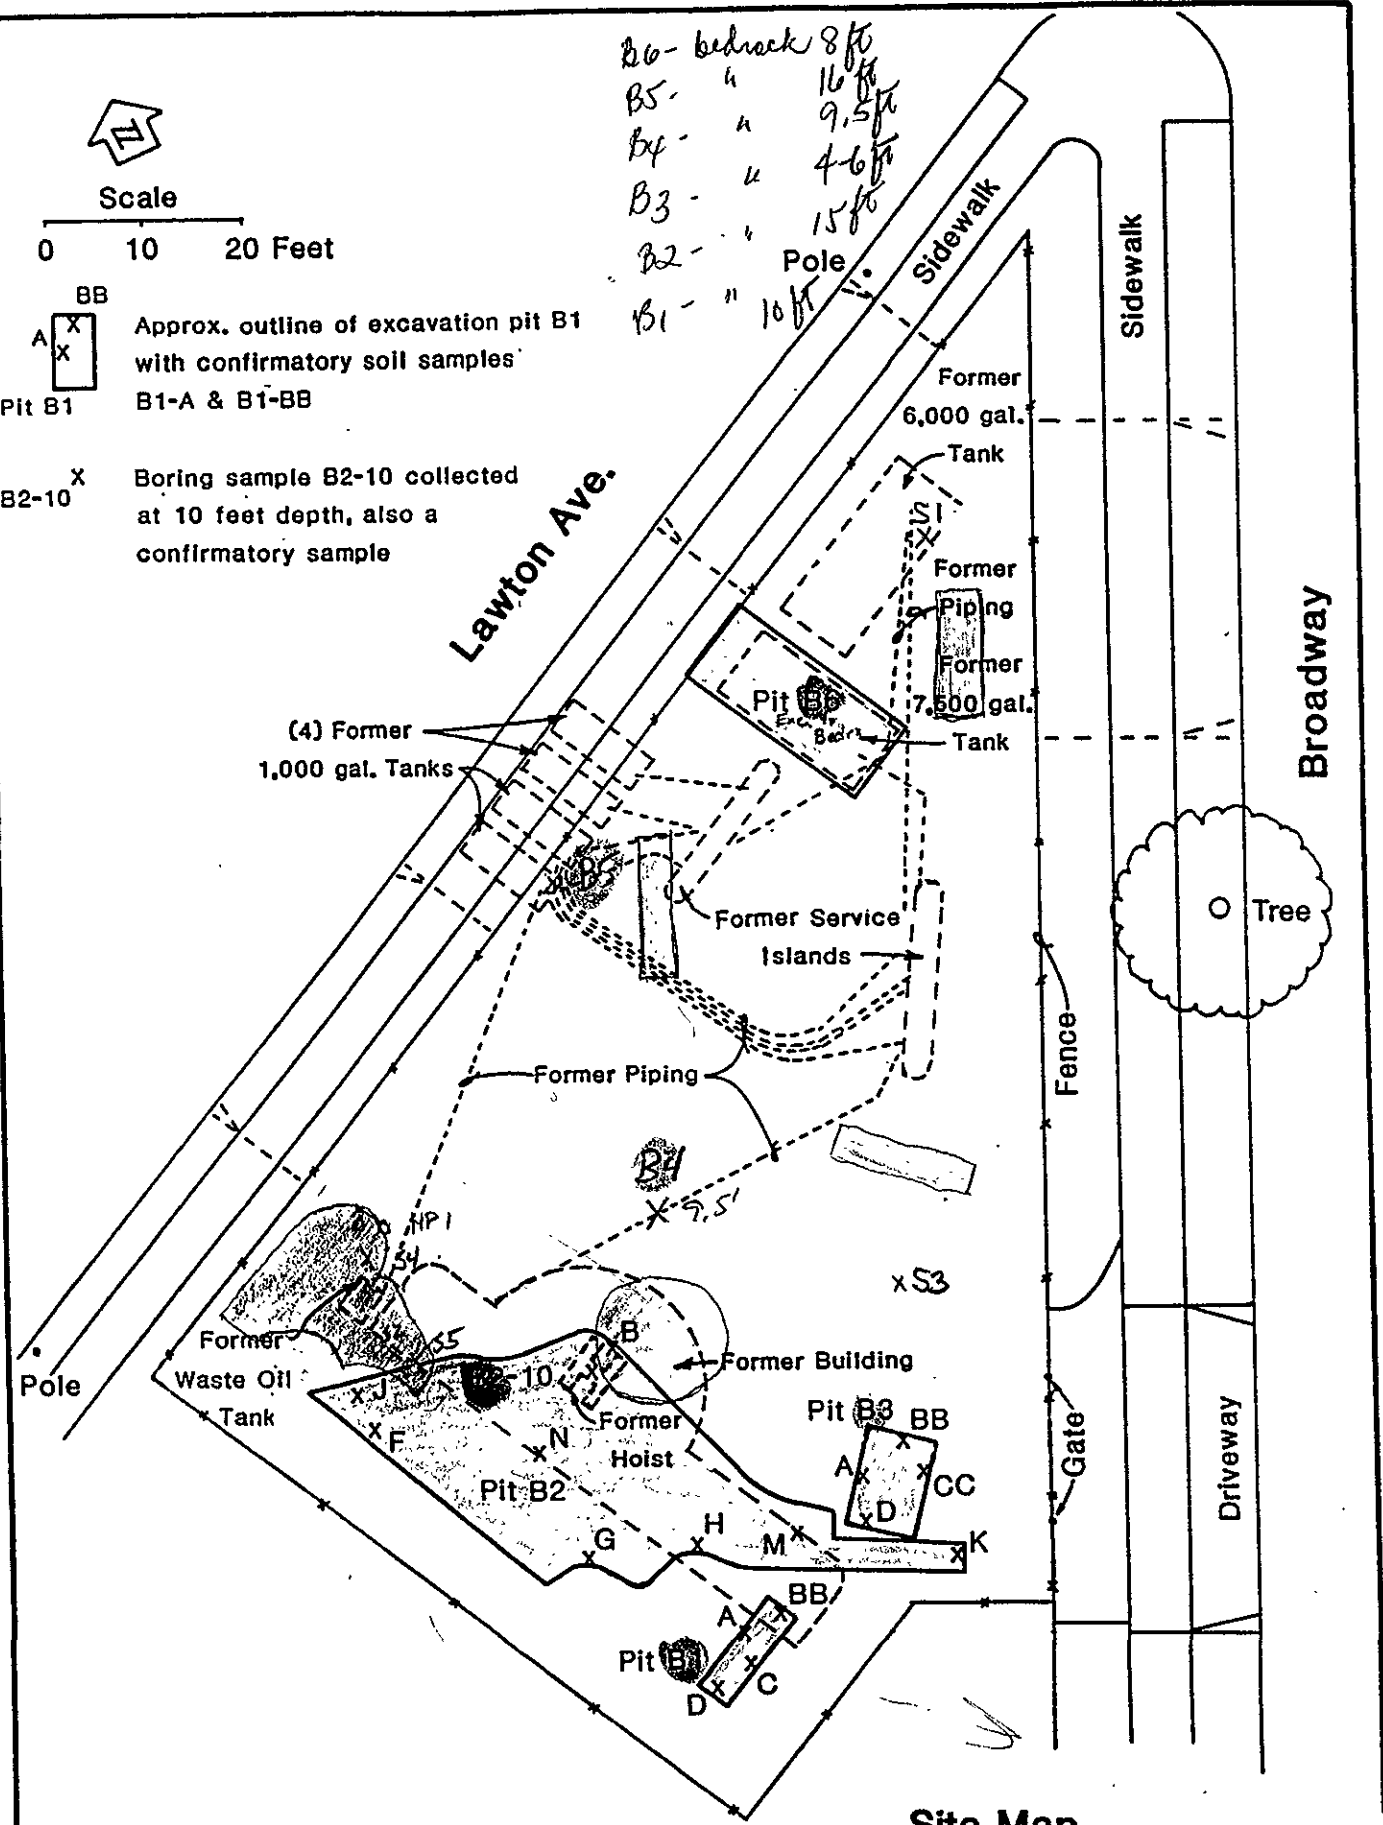 B6- bedrock 8 ft
B5- " 16 ft
B4- " 9.5 ft
B3- " 4-6 ft
B2- " 15 ft
B1- " 10 ft
N
Scale
0 10 20 Feet
BB
A X
X
Pit B1
Approx. outline of excavation pit B1
with confirmatory soil samples
B1-A & B1-BB
X
B2-10
Boring sample B2-10 collected
at 10 feet depth, also a
confirmatory sample
Pole
Sidewalk
Sidewalk
Lawton Ave.
Broadway
Former
6,000 gal.
Tank
S1
X
Former
Piping
Former
7,500 gal.
Tank
Pit B6
(4) Former
1,000 gal. Tanks
B5
Former Service
Islands
Tree
Fence
Former Piping
B4
X 9.5'
HP1
S4
X S3
S5
Former
Waste Oil
Tank
Pole
B
-10
Former Building
Former
Hoist
J
F
N
Pit B2
G
H
M
K
Pit B3
BB
A
CC
D
Gate
Driveway
BB
A
Pit B1
C
D
Site Map